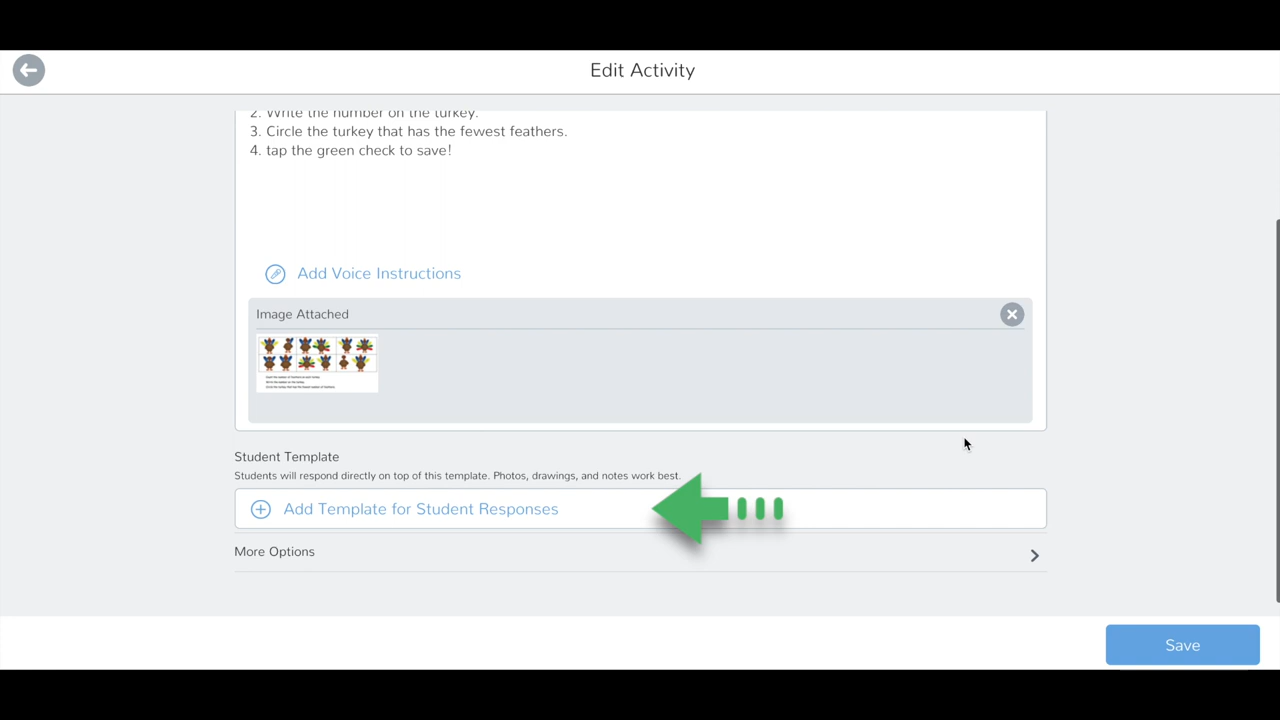 Edit Activity
2. Write the number on the turkey.
3. Circle the turkey that has the fewest feathers.
4. tap the green check to save!
Add Voice Instructions
Image Attached
Student Template
Students will respond directly on top of this template. Photos, drawings, and notes work best.
Add Template for Student Responses
More Options
Save